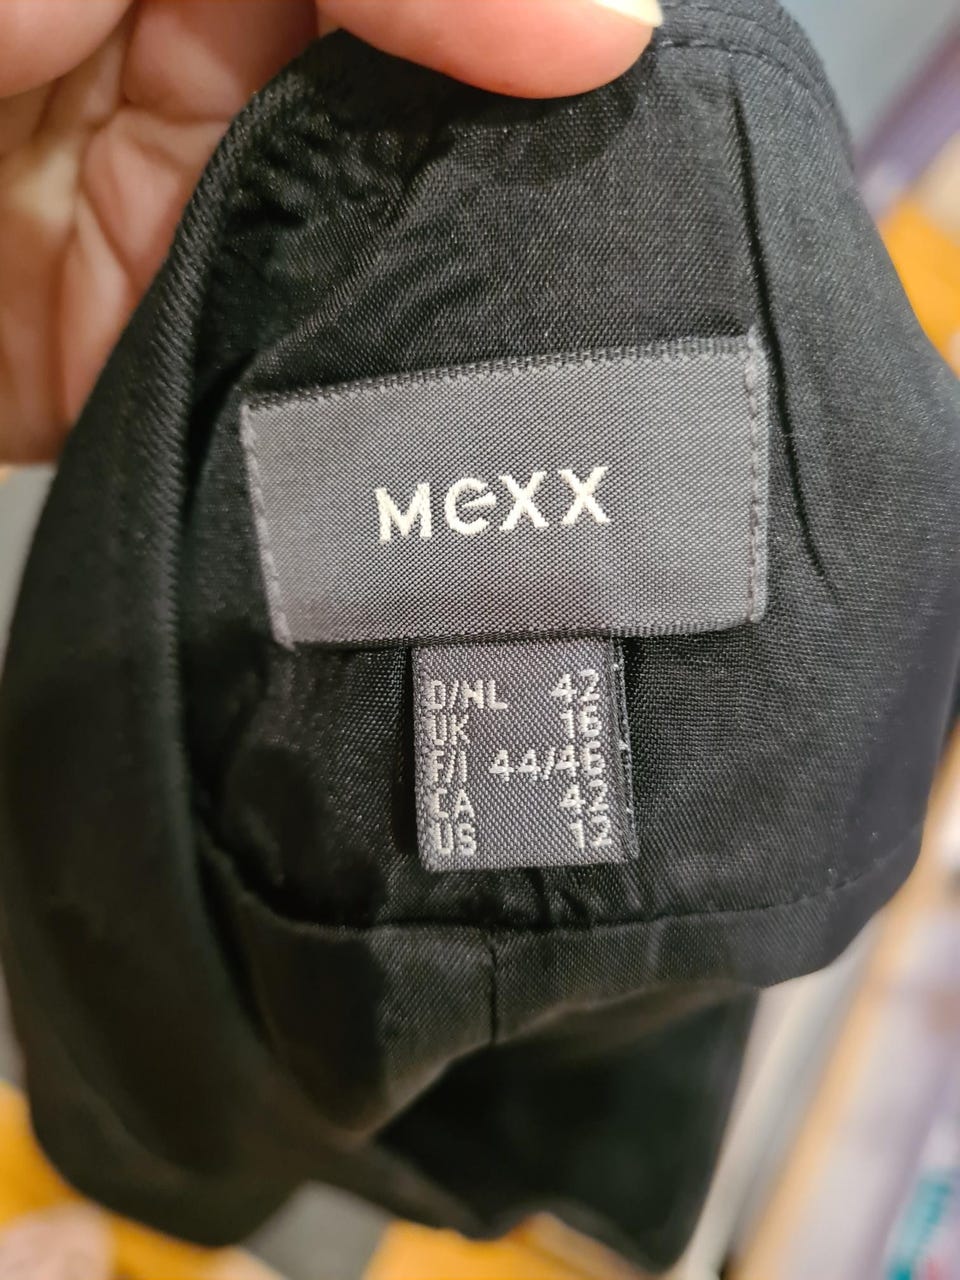 MeXX
D/NL 42
UK 16
F/I 44/46
CA 42
US 12